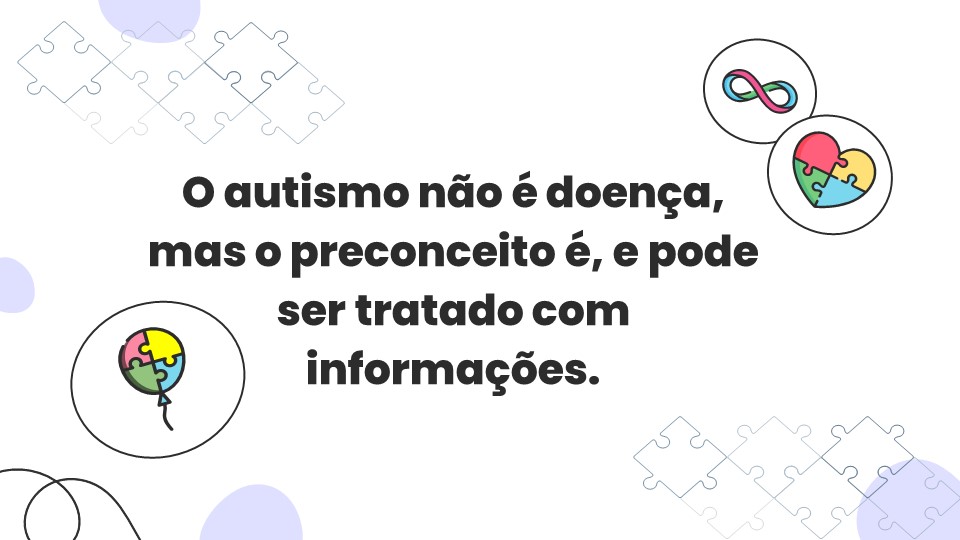 O autismo não é doença,
mas o preconceito é, e pode
ser tratado com
informações.